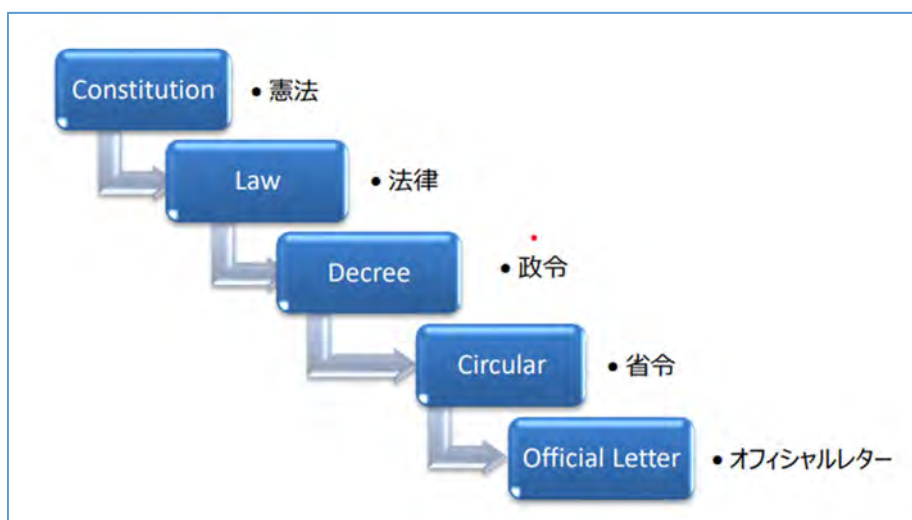 Constitution
• 憲法
Law
• 法律
Decree
• 政令
Circular
• 省令
Official Letter
• オフィシャルレター